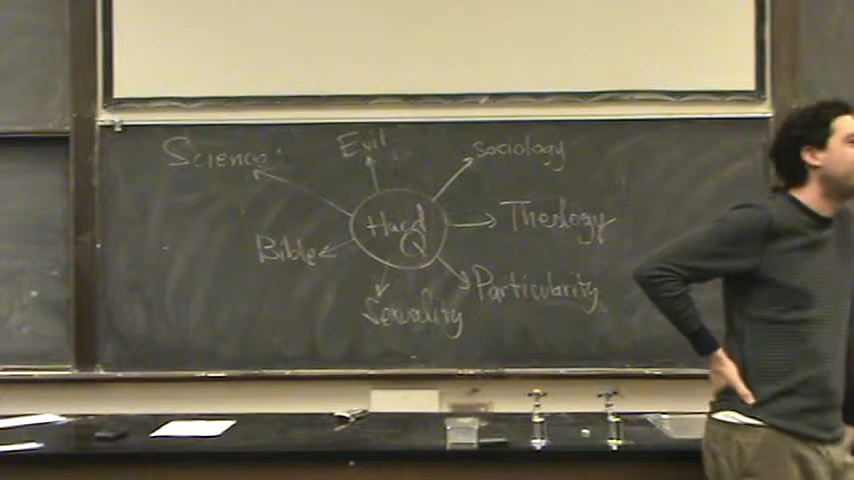 Evil
Science
Sociology
Hard
Q
Theology
Bible
Particularity
Sexuality